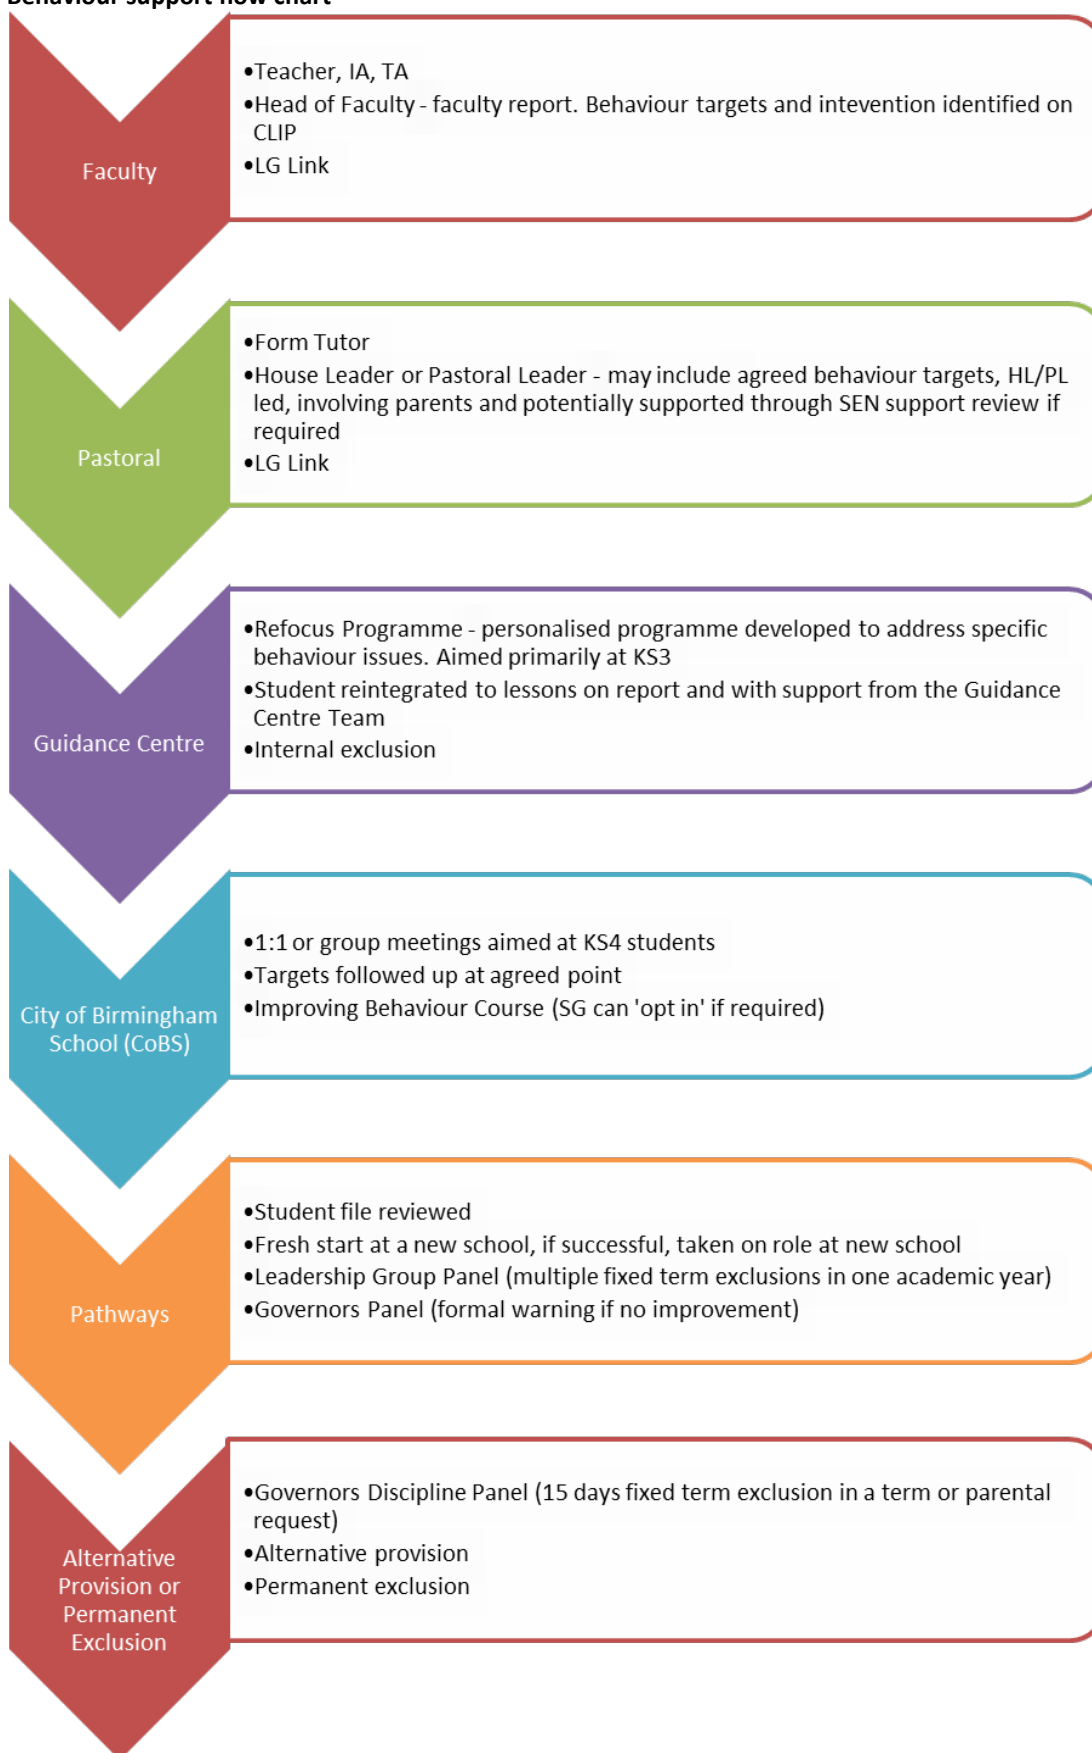 Behaviour support flow chart
Faculty
•Teacher, IA, TA
•Head of Faculty - faculty report. Behaviour targets and intevention identified on
CLIP
•LG Link
Pastoral
•Form Tutor
•House Leader or Pastoral Leader - may include agreed behaviour targets, HL/PL
led, involving parents and potentially supported through SEN support review if
required
•LG Link
Guidance Centre
•Refocus Programme - personalised programme developed to address specific
behaviour issues. Aimed primarily at KS3
•Student reintegrated to lessons on report and with support from the Guidance
Centre Team
•Internal exclusion
City of Birmingham
School (CoBS)
•1:1 or group meetings aimed at KS4 students
•Targets followed up at agreed point
•Improving Behaviour Course (SG can 'opt in' if required)
Pathways
•Student file reviewed
•Fresh start at a new school, if successful, taken on role at new school
•Leadership Group Panel (multiple fixed term exclusions in one academic year)
•Governors Panel (formal warning if no improvement)
Alternative
Provision or
Permanent
Exclusion
•Governors Discipline Panel (15 days fixed term exclusion in a term or parental
request)
•Alternative provision
•Permanent exclusion